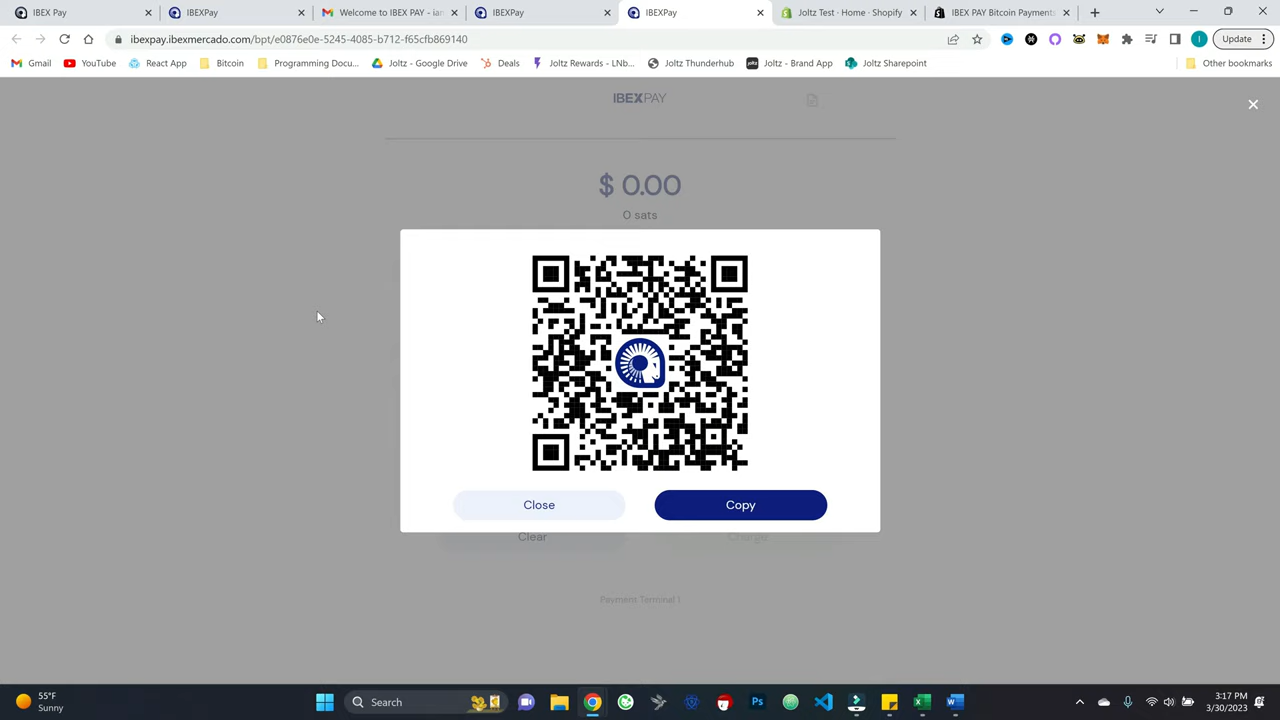 IBEX PAY
IBEXPay
Welcome to IBEX PAY - ian
IBEXPay
IBEXPay
Joltz Test · Home · Shopify
IBEX PAY Bitcoin Payments
ibexpay.ibexmercado.com/bpt/e0876e0e-5245-4085-b712-f65cfb869140
I
Update
Gmail
YouTube
React App
Bitcoin
Programming Docu...
Joltz - Google Drive
Deals
Joltz Rewards - LNb...
Joltz Thunderhub
Joltz - Brand App
Joltz Sharepoint
Other bookmarks
IBEXPAY
$ 0.00
0 sats
Close
Copy
Clear
Charge
Payment Terminal 1
55°F
Sunny
Search
3:17 PM
3/30/2023